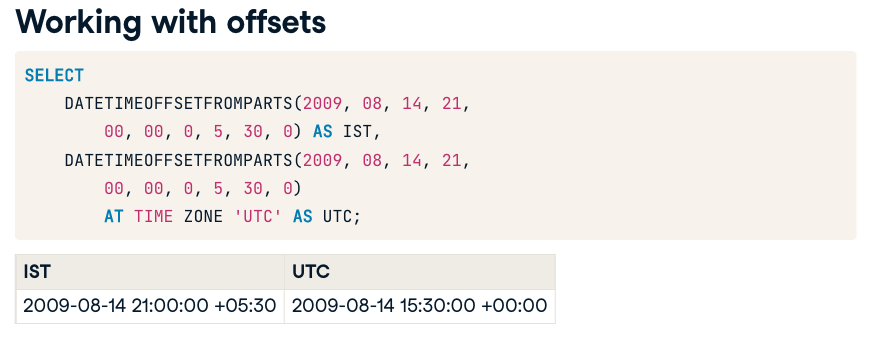 Working with offsets
SELECT
DATETIMEOFFSETFROMPARTS(2009, 08, 14, 21,
00, 00, 0, 5, 30, 0) AS IST,
DATETIMEOFFSETFROMPARTS(2009, 08, 14, 21,
00, 00, 0, 5, 30, 0)
AT TIME ZONE 'UTC' AS UTC;
IST UTC
2009-08-14 21:00:00 +05:30 2009-08-14 15:30:00 +00:00